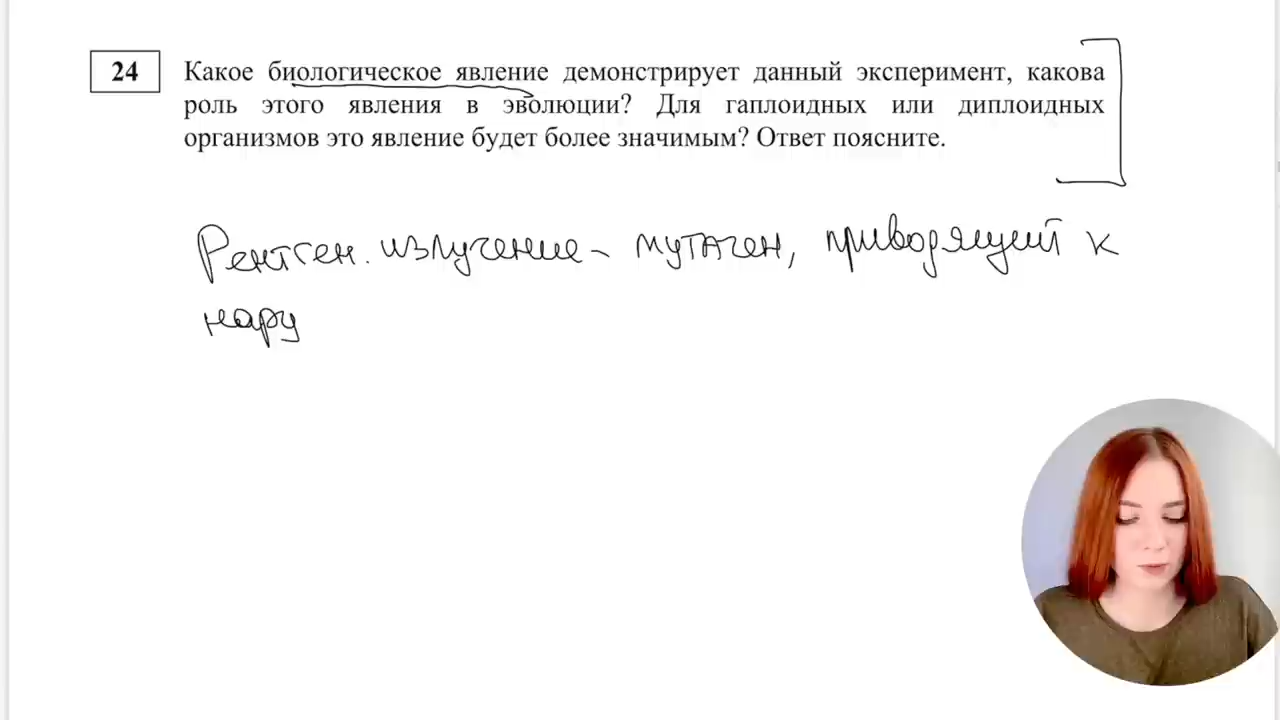 24
Какое биологическое явление демонстрирует данный эксперимент, какова
роль этого явления в эволюции? Для гаплоидных или диплоидных
организмов это явление будет более значимым? Ответ поясните.
Рентген. излучение - мутаген, приводящий к
нару